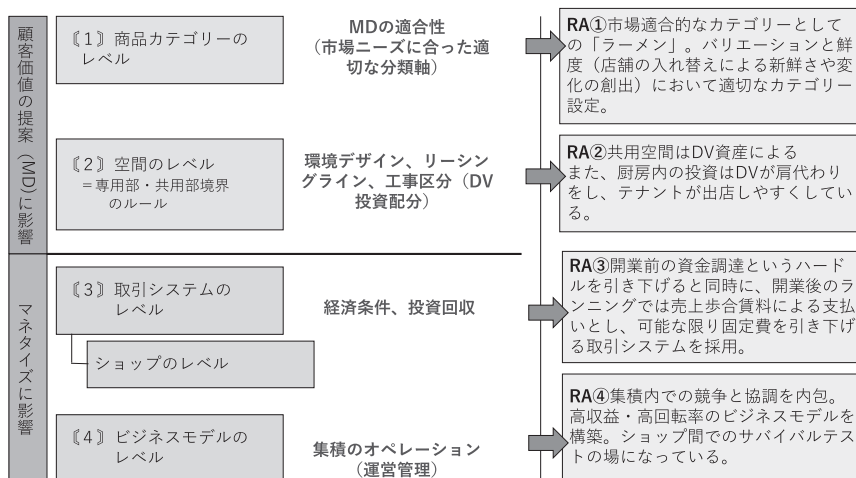 顧客価値の提案（MD）に影響
〘1〙商品カテゴリーの
レベル
MDの適合性
（市場ニーズに合った適
切な分類軸）
RA①市場適合的なカテゴリーとして
の「ラーメン」。バリエーションと鮮
度（店舗の入れ替えによる新鮮さや変
化の創出）において適切なカテゴリー
設定。
〘2〙空間のレベル
＝専用部・共用部境界
のルール
環境デザイン、リーシン
グライン、工事区分（DV
投資配分）
RA②共用空間はDV資産による
また、厨房内の投資はDVが肩代わり
をし、テナントが出店しやすくしてい
る。
マネタイズに影響
〘3〙取引システムの
レベル
経済条件、投資回収
RA③開業前の資金調達というハード
ルを引き下げると同時に、開業後のラ
ンニングでは売上歩合賃料による支払
いとし、可能な限り固定費を引き下げ
る取引システムを採用。
ショップのレベル
〘4〙ビジネスモデルの
レベル
集積のオペレーション
（運営管理）
RA④集積内での競争と協調を内包。
高収益・高回転率のビジネスモデルを
構築。ショップ間でのサバイバルテス
トの場になっている。